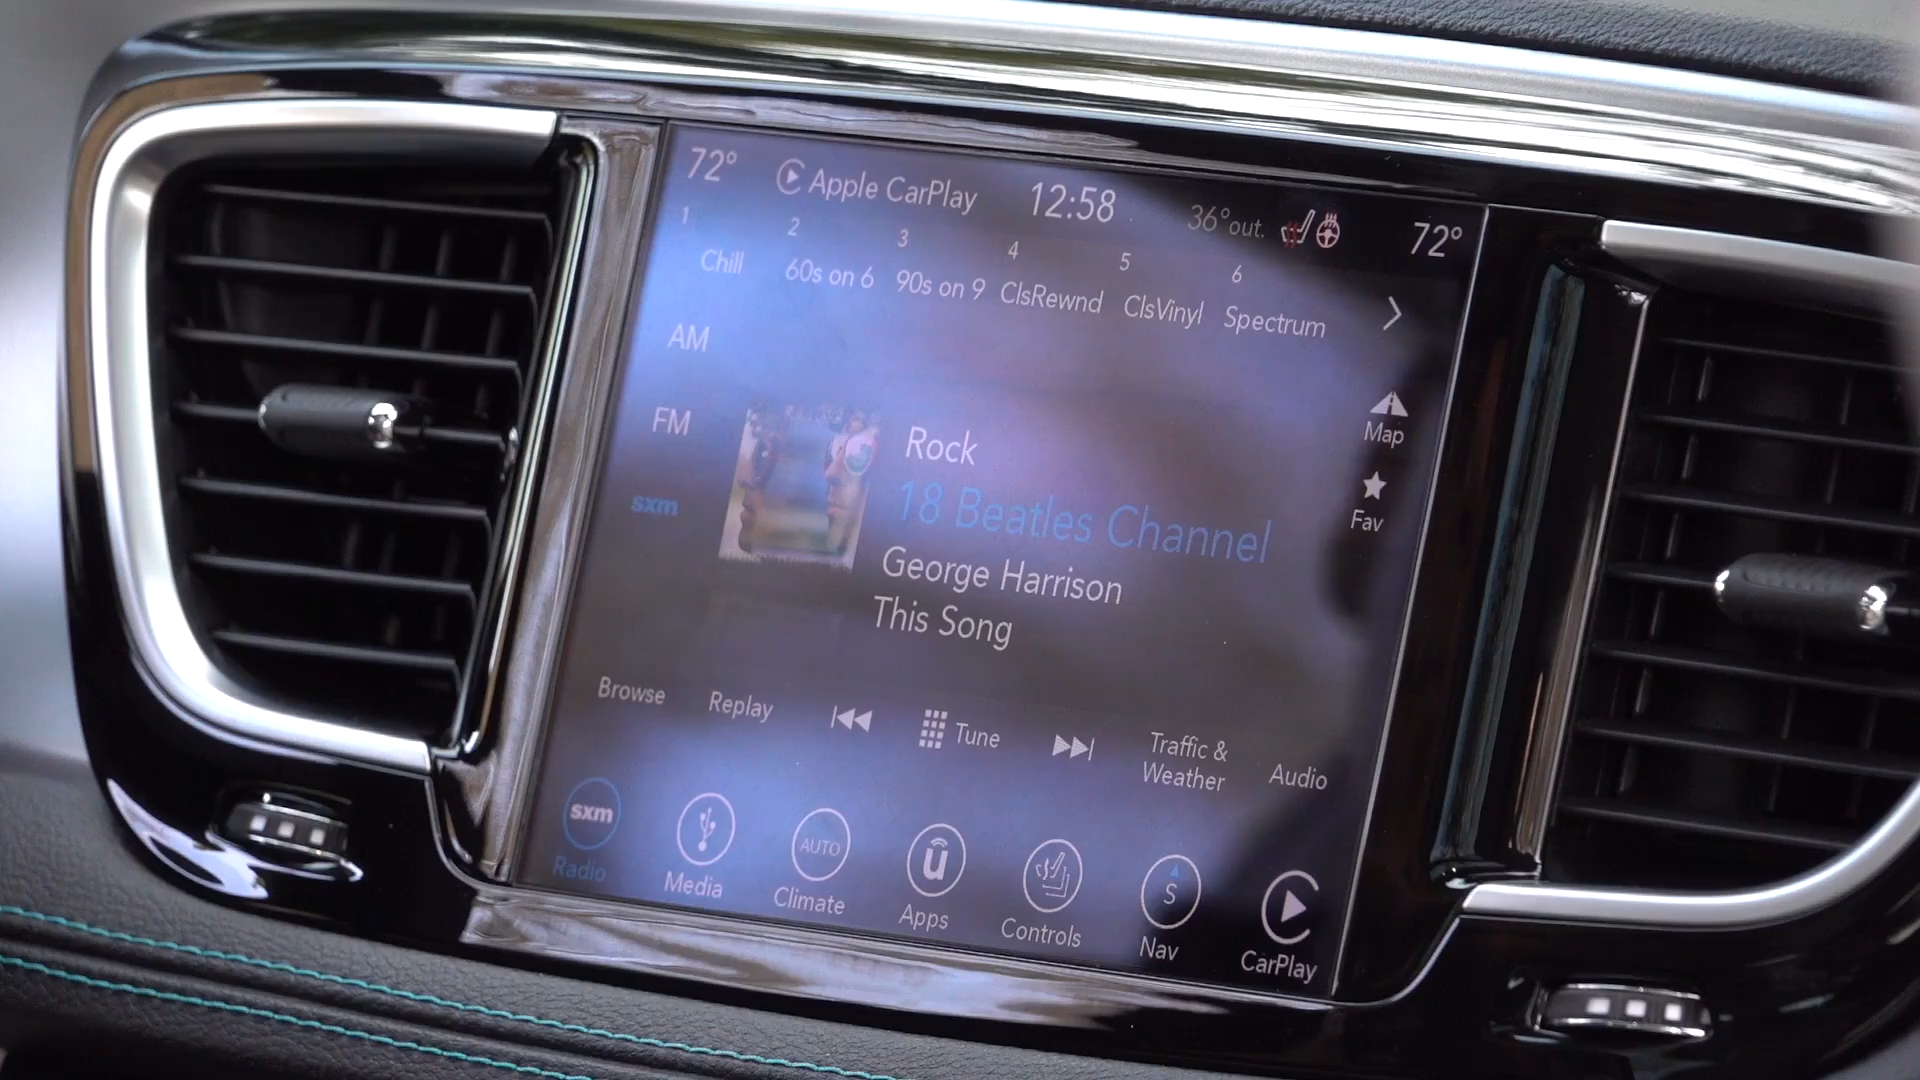 72° Apple CarPlay 12:58 36°out. 72°
1 2 3 4 5 6
Chill 60s on 6 90s on 9 ClsRewnd ClsVinyl Spectrum
AM
FM
sxm
Rock
18 Beatles Channel
George Harrison
This Song
Map
Fav
Browse Replay Tune Traffic & Weather Audio
sxm AUTO ū S
Radio Media Climate Apps Controls Nav CarPlay